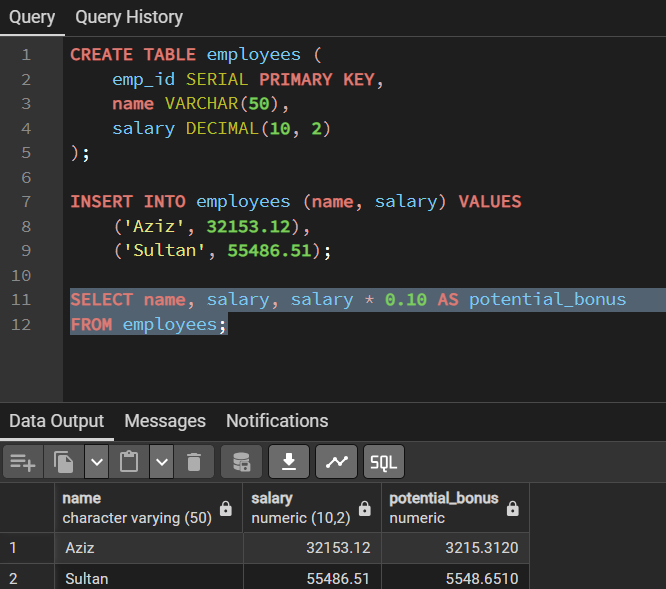 Query Query History
1 CREATE TABLE employees (
2 emp_id SERIAL PRIMARY KEY,
3 name VARCHAR(50),
4 salary DECIMAL(10, 2)
5 );
6
7 INSERT INTO employees (name, salary) VALUES
8 ('Aziz', 32153.12),
9 ('Sultan', 55486.51);
10
11 SELECT name, salary, salary * 0.10 AS potential_bonus
12 FROM employees;
Data Output Messages Notifications
SQL
name salary potential_bonus
character varying (50) numeric (10,2) numeric
1 Aziz 32153.12 3215.3120
2 Sultan 55486.51 5548.6510